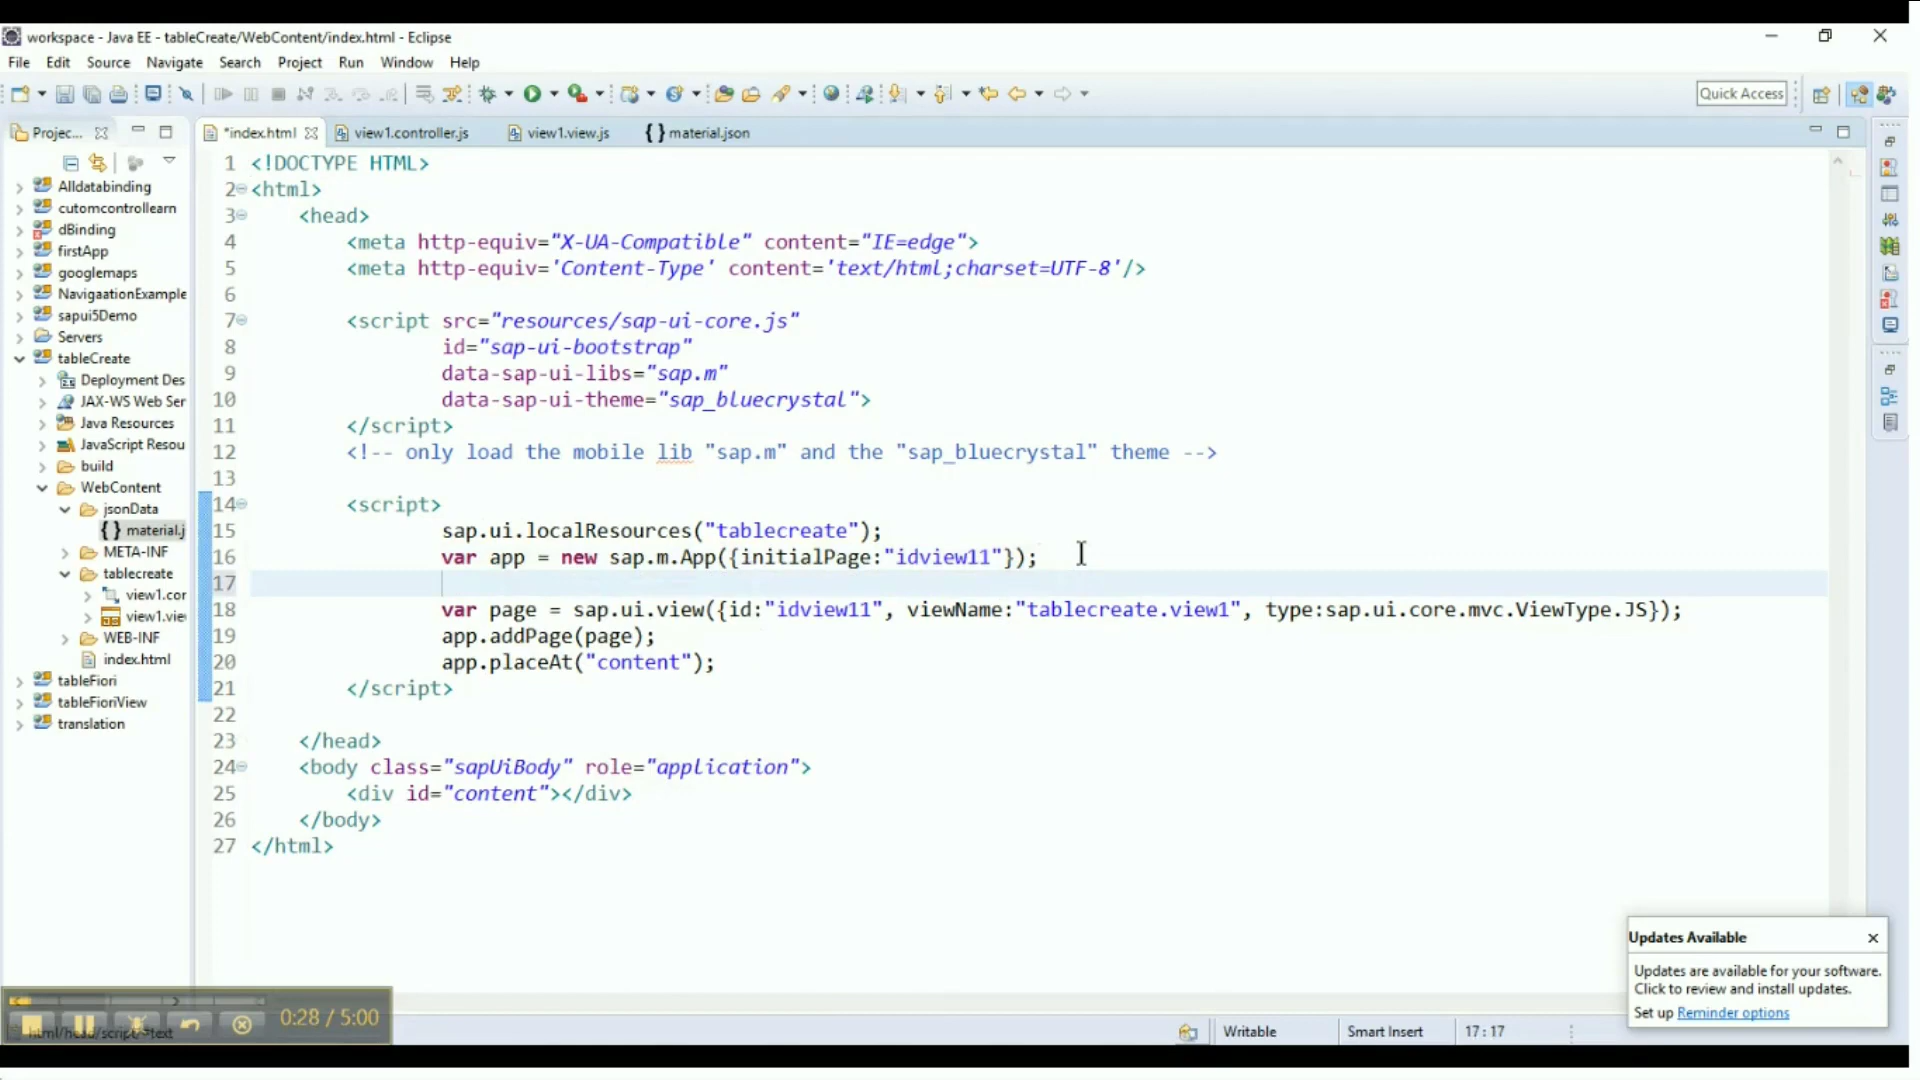 workspace - Java EE - tableCreate/WebContent/index.html - Eclipse
File Edit Source Navigate Search Project Run Window Help
Quick Access
Projec...
*index.html
view1.controller.js
view1.view.js
{} material.json
Alldatabinding
cutomcontrollearn
dBinding
firstApp
googlemaps
NavigaationExample
sapui5Demo
Servers
tableCreate
Deployment Des
JAX-WS Web Ser
Java Resources
JavaScript Resou
build
WebContent
jsonData
{} material.j
META-INF
tablecreate
view1.cor
view1.vie
WEB-INF
index.html
tableFiori
tableFioriView
translation
1 <!DOCTYPE HTML>
2 <html>
3 <head>
4 <meta http-equiv="X-UA-Compatible" content="IE=edge">
5 <meta http-equiv='Content-Type' content='text/html;charset=UTF-8'/>
6
7 <script src="resources/sap-ui-core.js"
8 id="sap-ui-bootstrap"
9 data-sap-ui-libs="sap.m"
10 data-sap-ui-theme="sap_bluecrystal">
11 </script>
12 <!-- only load the mobile lib "sap.m" and the "sap_bluecrystal" theme -->
13
14 <script>
15 sap.ui.localResources("tablecreate");
16 var app = new sap.m.App({initialPage:"idview11"});
17
18 var page = sap.ui.view({id:"idview11", viewName:"tablecreate.view1", type:sap.ui.core.mvc.ViewType.JS});
19 app.addPage(page);
20 app.placeAt("content");
21 </script>
22
23 </head>
24 <body class="sapUiBody" role="application">
25 <div id="content"></div>
26 </body>
27 </html>
Updates Available
Updates are available for your software.
Click to review and install updates.
Set up Reminder options
0:28 / 5:00
html/head/script/#text
Writable
Smart Insert
17 : 17